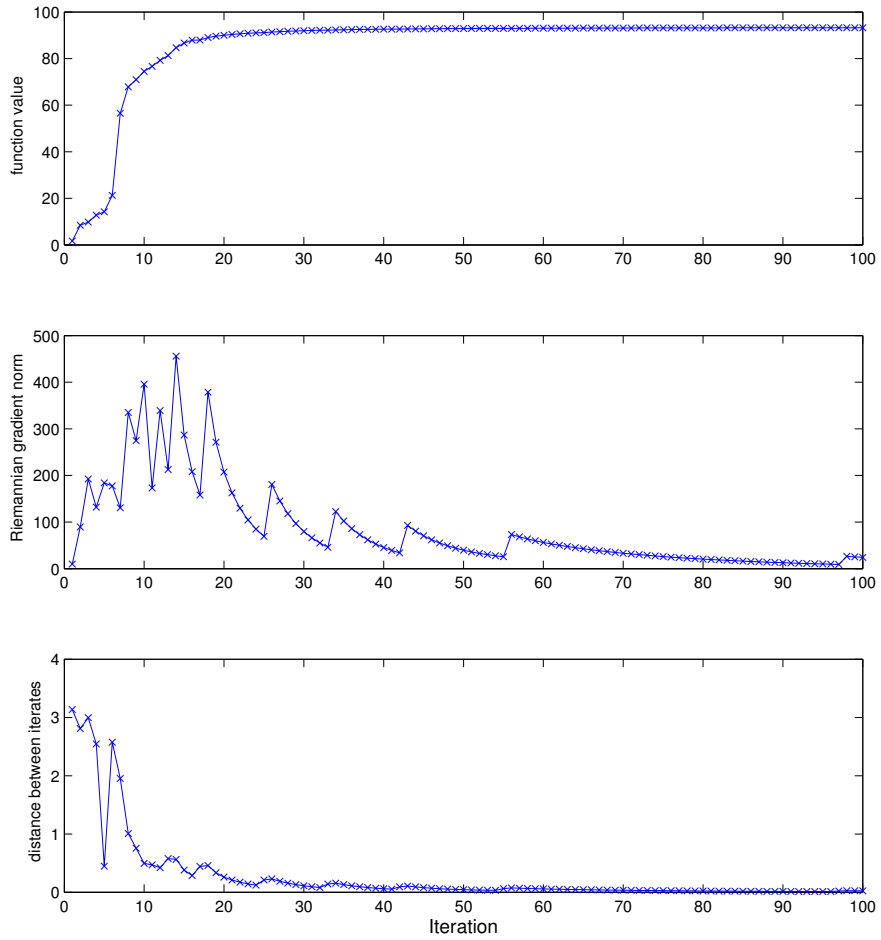 100
80
60
40
20
0
function value
0 10 20 30 40 50 60 70 80 90 100
500
400
300
200
100
0
Riemannian gradient norm
0 10 20 30 40 50 60 70 80 90 100
4
3
2
1
0
distance between iterates
0 10 20 30 40 50 60 70 80 90 100
Iteration